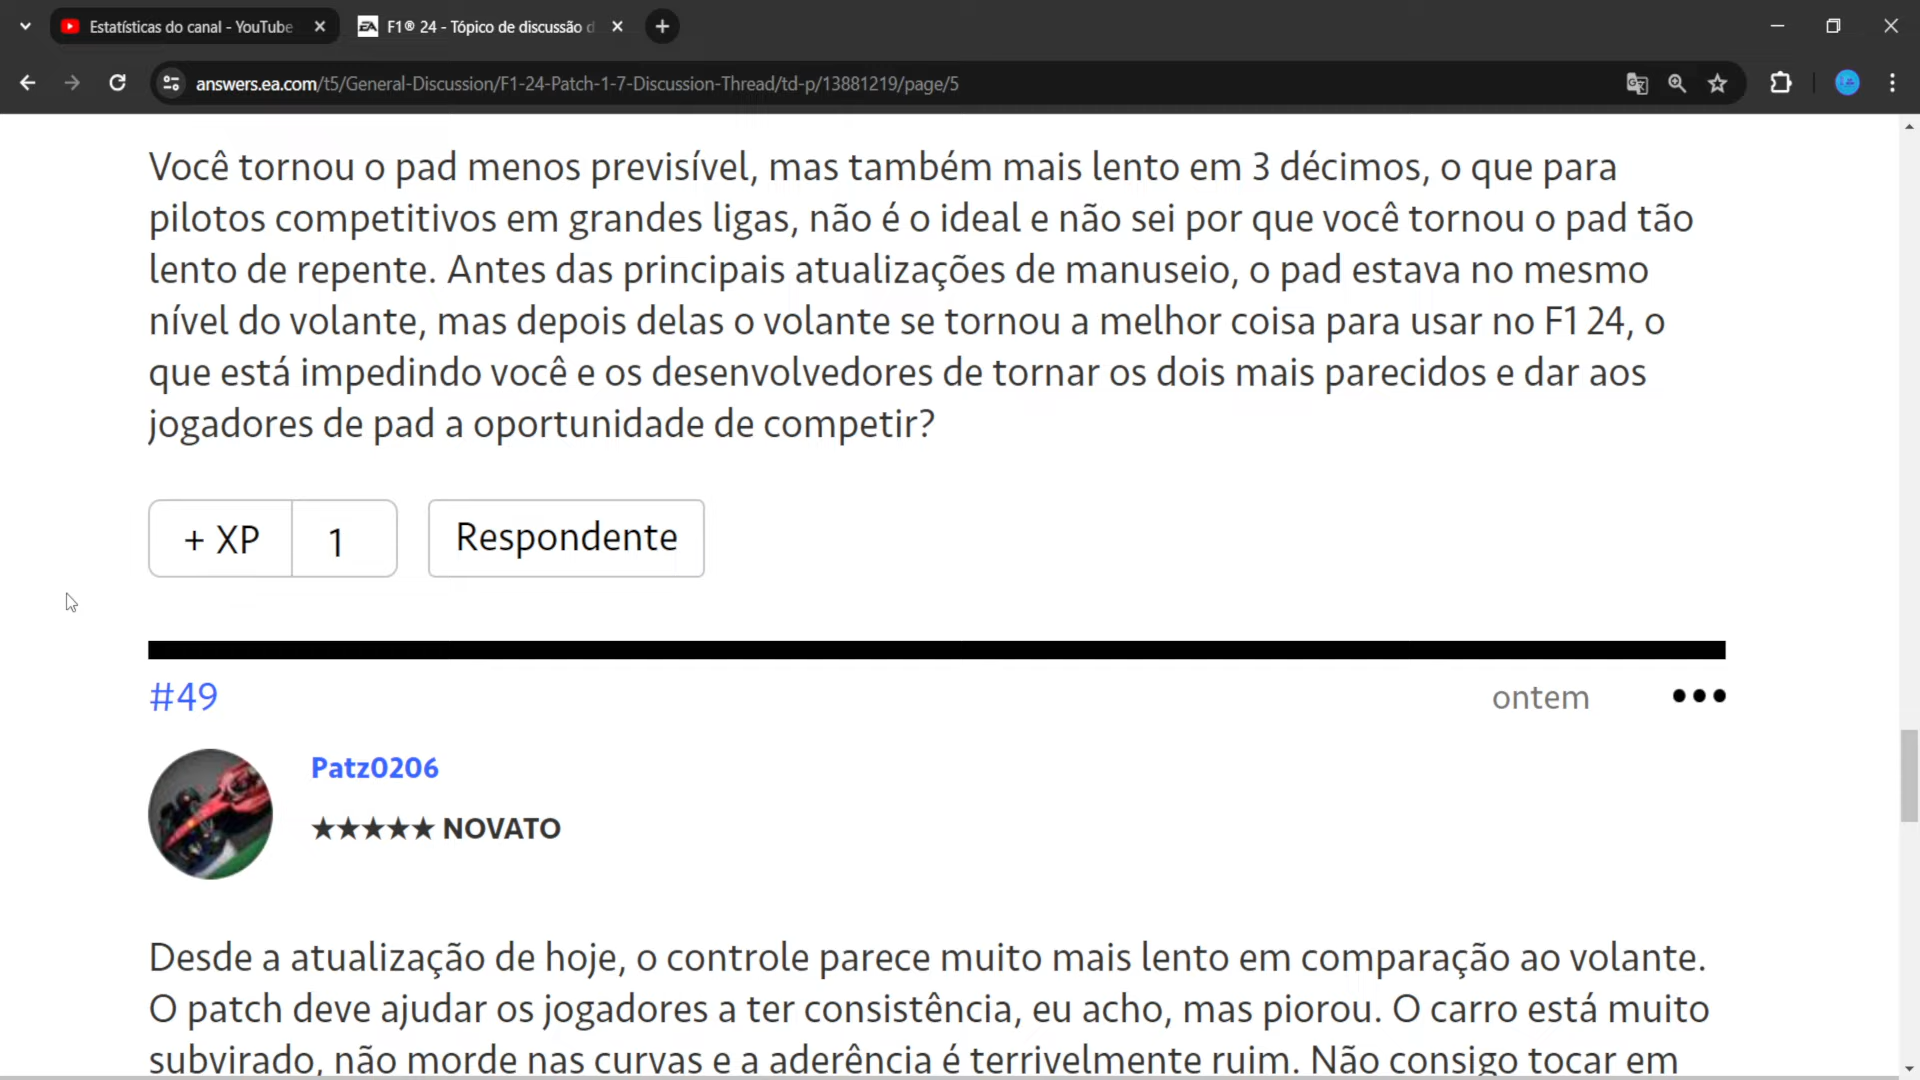 Estatísticas do canal - YouTube
F1® 24 - Tópico de discussão d
answers.ea.com/t5/General-Discussion/F1-24-Patch-1-7-Discussion-Thread/td-p/13881219/page/5
Você tornou o pad menos previsível, mas também mais lento em 3 décimos, o que para
pilotos competitivos em grandes ligas, não é o ideal e não sei por que você tornou o pad tão
lento de repente. Antes das principais atualizações de manuseio, o pad estava no mesmo
nível do volante, mas depois delas o volante se tornou a melhor coisa para usar no F1 24, o
que está impedindo você e os desenvolvedores de tornar os dois mais parecidos e dar aos
jogadores de pad a oportunidade de competir?
+ XP 1 Respondente
#49 ontem
Patz0206
★★★★★ NOVATO
Desde a atualização de hoje, o controle parece muito mais lento em comparação ao volante.
O patch deve ajudar os jogadores a ter consistência, eu acho, mas piorou. O carro está muito
subvirado, não morde nas curvas e a aderência é terrivelmente ruim. Não consigo tocar em